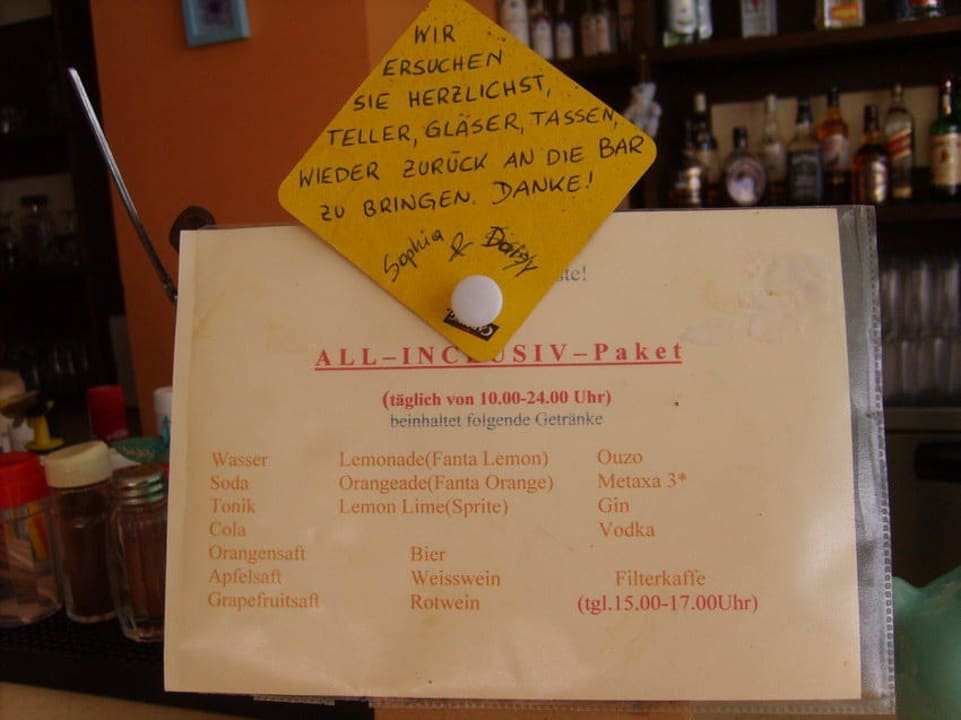 WIR
ERSUCHEN
SIE HERZLICHST,
TELLER, GLÄSER, TASSEN,
WIEDER ZURÜCK AN DIE BAR
ZU BRINGEN. DANKE!
Sophia & Daisy
ALL–INCLUSIV–Paket
(täglich von 10.00-24.00 Uhr)
beinhaltet folgende Getränke
Wasser Lemonade(Fanta Lemon) Ouzo
Soda Orangeade(Fanta Orange) Metaxa 3*
Tonik Lemon Lime(Sprite) Gin
Cola Vodka
Orangensaft Bier
Apfelsaft Weisswein Filterkaffe
Grapefruitsaft Rotwein (tgl.15.00-17.00Uhr)